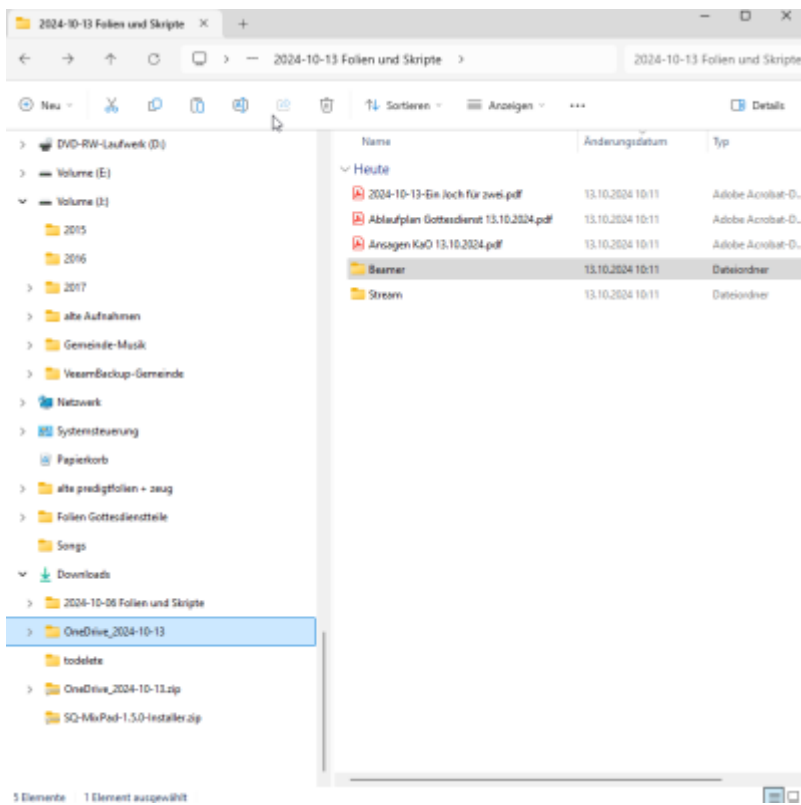 2024-10-13 Folien und Skripte
2024-10-13 Folien und Skripte
2024-10-13 Folien und Skripte
Neu
Sortieren
Anzeigen
Details
DVD-RW-Laufwerk (D:)
Volume (E:)
Volume (I:)
2015
2016
2017
alte Aufnahmen
Gemeinde-Musik
VeeamBackup-Gemeinde
Netzwerk
Systemsteuerung
Papierkorb
alte predigtfolien + zeug
Folien Gottesdienstteile
Songs
Downloads
2024-10-06 Folien und Skripte
OneDrive_2024-10-13
todelete
OneDrive_2024-10-13.zip
SQ-MixPad-1.5.0-Installer.zip
Name Änderungsdatum Typ
Heute
2024-10-13-Ein Joch für zwei.pdf 13.10.2024 10:11 Adobe Acrobat-D...
Ablaufplan Gottesdienst 13.10.2024.pdf 13.10.2024 10:11 Adobe Acrobat-D...
Ansagen KaO 13.10.2024.pdf 13.10.2024 10:11 Adobe Acrobat-D...
Beamer 13.10.2024 10:11 Dateiordner
Stream 13.10.2024 10:11 Dateiordner
5 Elemente 1 Element ausgewählt